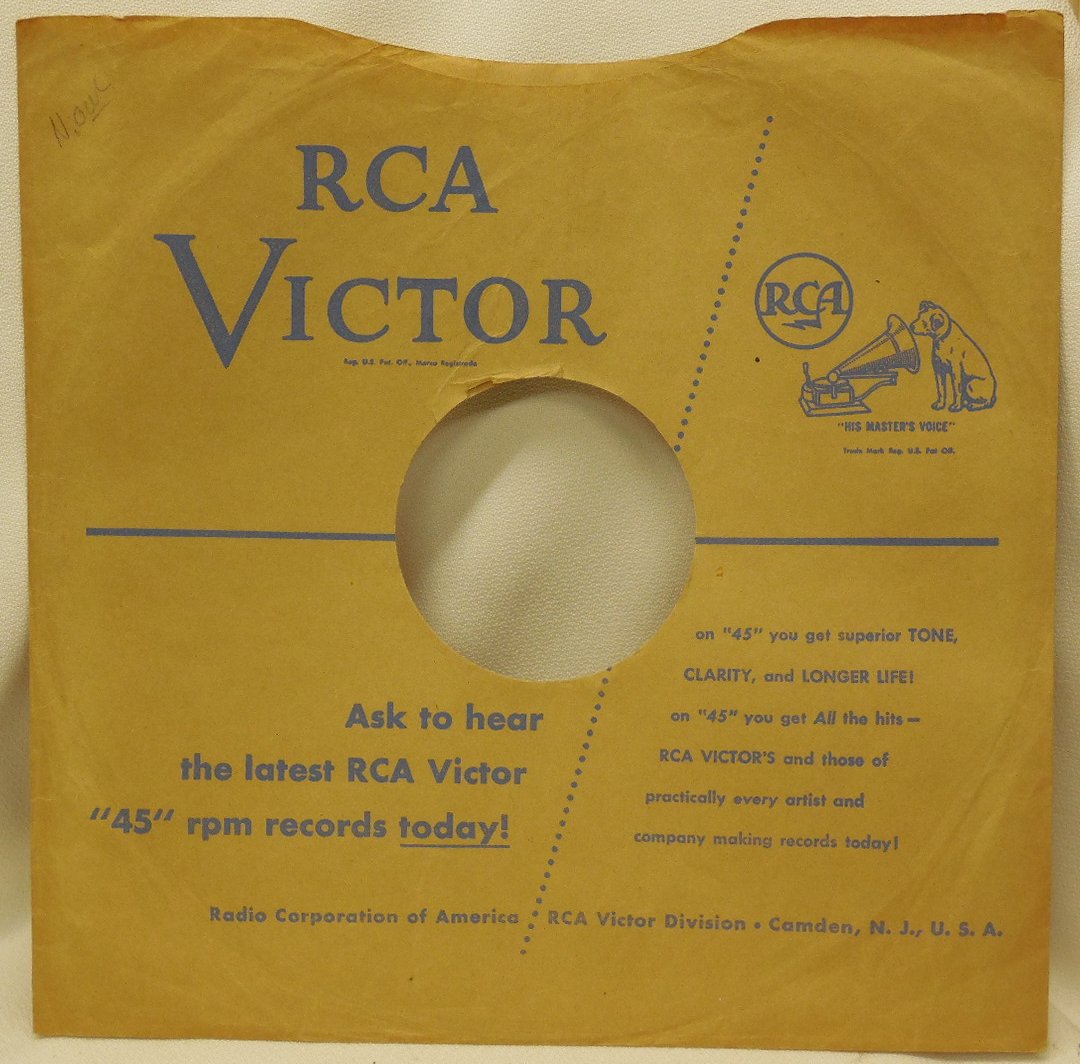 RCA
VICTOR
Reg. U.S. Pat. Off., Marca Registrada
RCA
"HIS MASTER'S VOICE"
Trade Mark Reg. U.S. Pat Off.
Ask to hear
the latest RCA Victor
"45" rpm records today!
on "45" you get superior TONE,
CLARITY, and LONGER LIFE!
on "45" you get All the hits—
RCA VICTOR'S and those of
practically every artist and
company making records today!
Radio Corporation of America RCA Victor Division • Camden, N. J., U. S. A.